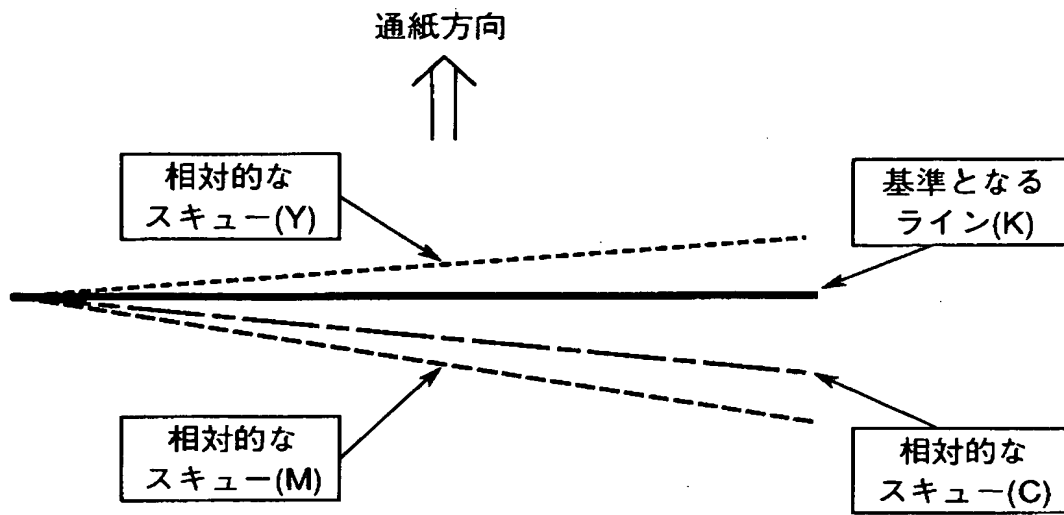 通紙方向
相対的な
スキュー(Y)
基準となる
ライン(K)
相対的な
スキュー(M)
相対的な
スキュー(C)